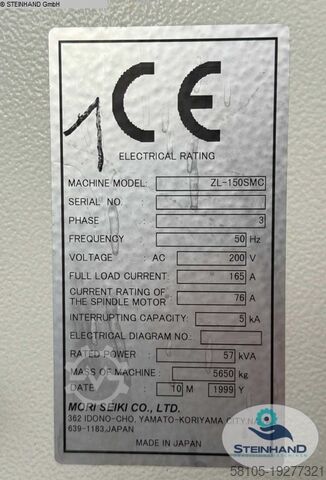 © STEINHAND GmbH
1
CE
ELECTRICAL RATING
MACHINE MODEL: ZL-150SMC
SERIAL NO.
PHASE 3
FREQUENCY 50 Hz
VOLTAGE AC 200 V
FULL LOAD CURRENT: 165 A
CURRENT RATING OF
THE SPINDLE MOTOR 76 A
INTERRUPTING CAPACITY: 5 kA
ELECTRICAL DIAGRAM NO.:
RATED POWER 57 kVA
MASS OF MACHINE 5650 kg
DATE 10 M 1999 Y
MORI SEIKI CO., LTD.
362 IDONO-CHO, YAMATO-KORIYAMA CITY,
639-1183, JAPAN
MADE IN JAPAN
STEINHAND
58105-19277321